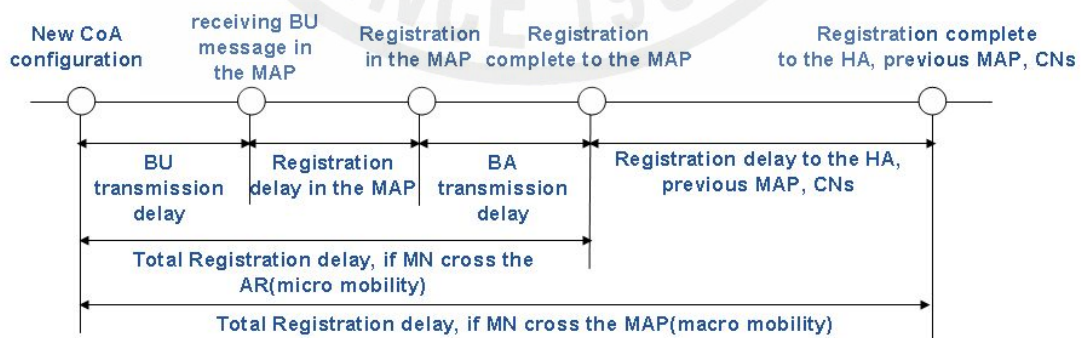 New CoA
configuration
receiving BU
message in
the MAP
Registration
in the MAP
Registration
complete to the MAP
Registration complete
to the HA, previous MAP, CNs
BU
transmission
delay
Registration
delay in the MAP
BA
transmission
delay
Registration delay to the HA,
previous MAP, CNs
Total Registration delay, if MN cross the
AR(micro mobility)
Total Registration delay, if MN cross the MAP(macro mobility)